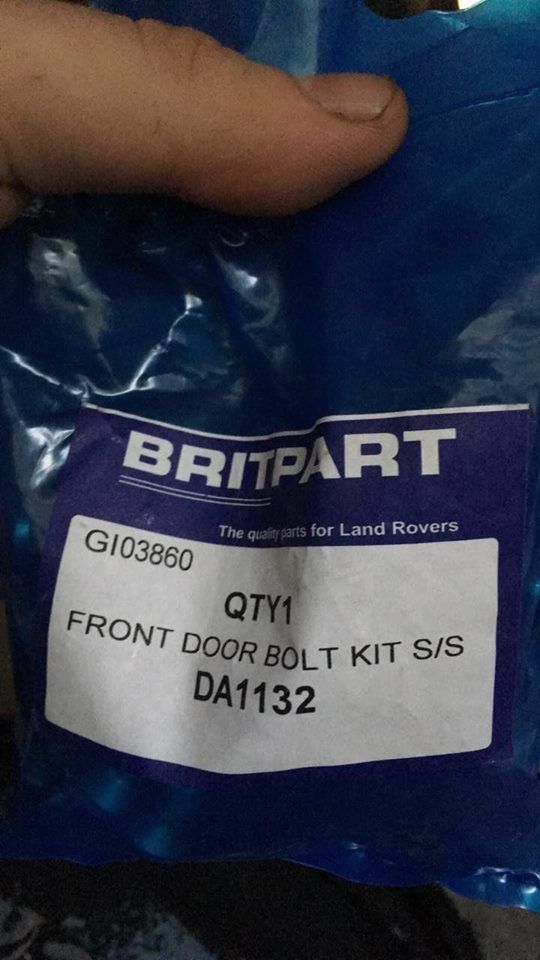 BRITPART
The quality parts for Land Rovers
GI03860
QTY1
FRONT DOOR BOLT KIT S/S
DA1132